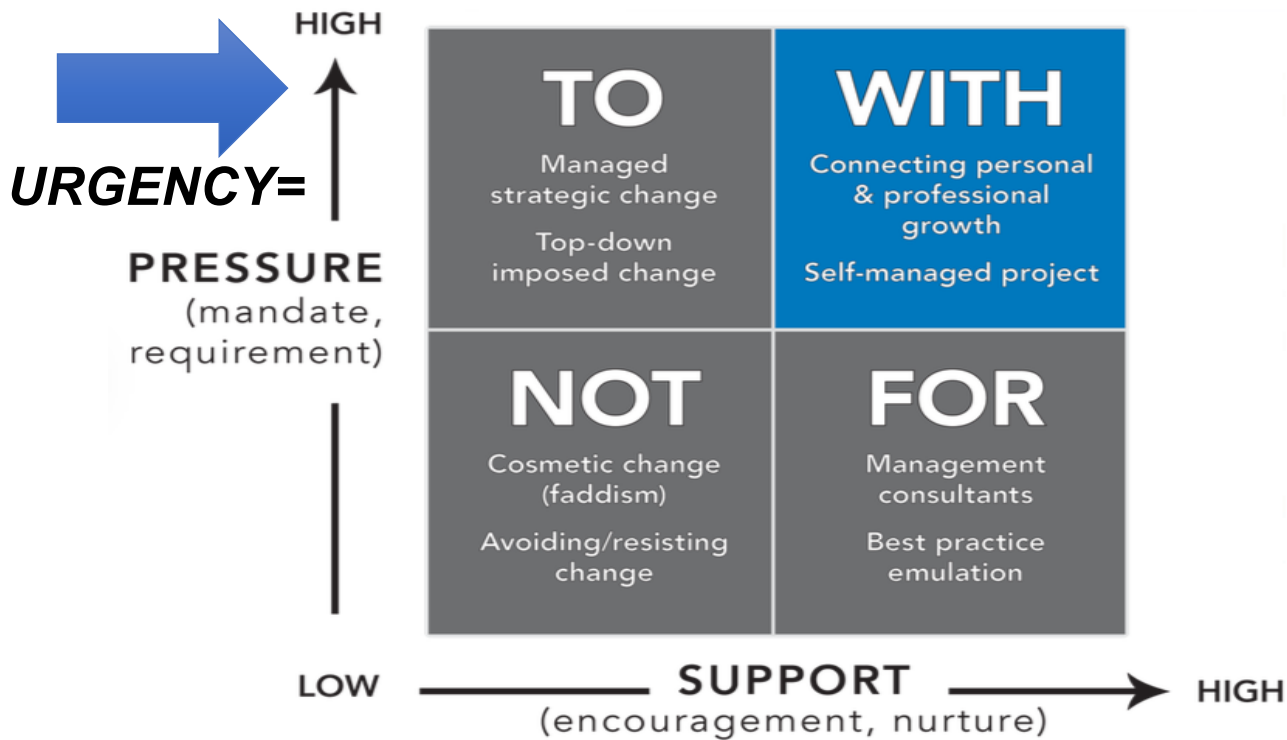 HIGH
URGENCY=
PRESSURE
(mandate,
requirement)
TO
Managed
strategic change
Top-down
imposed change
WITH
Connecting personal
& professional
growth
Self-managed project
NOT
Cosmetic change
(faddism)
Avoiding/resisting
change
FOR
Management
consultants
Best practice
emulation
LOW
SUPPORT
(encouragement, nurture)
HIGH